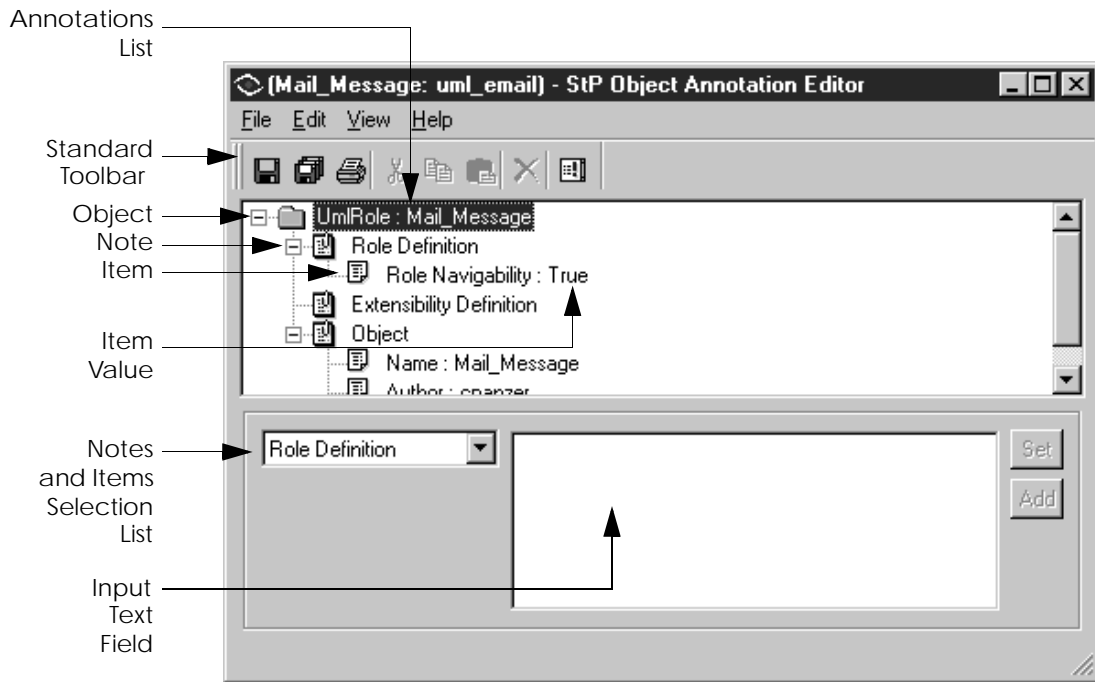 Annotations
List
(Mail_Message: uml_email) - StP Object Annotation Editor
File Edit View Help
Standard
Toolbar
Object
Note
Item
UmlRole : Mail_Message
Role Definition
Role Navigability : True
Extensibility Definition
Object
Name : Mail_Message
Author : cpanzer
Item
Value
Notes
and Items
Selection
List
Role Definition
Set
Add
Input
Text
Field